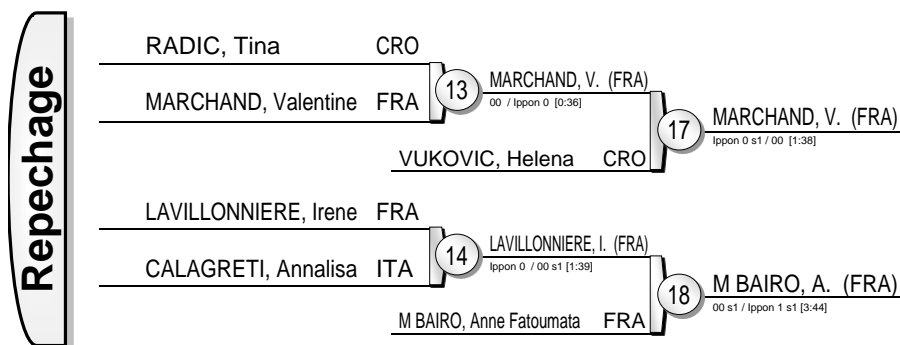 Repechage
RADIC, Tina CRO
MARCHAND, Valentine FRA
13
MARCHAND, V. (FRA)
00 / Ippon 0 [0:36]
VUKOVIC, Helena CRO
17
MARCHAND, V. (FRA)
Ippon 0 s1 / 00 [1:38]
LAVILLONNIERE, Irene FRA
CALAGRETI, Annalisa ITA
14
LAVILLONNIERE, I. (FRA)
Ippon 0 / 00 s1 [1:39]
M BAIRO, Anne Fatoumata FRA
18
M BAIRO, A. (FRA)
00 s1 / Ippon 1 s1 [3:44]